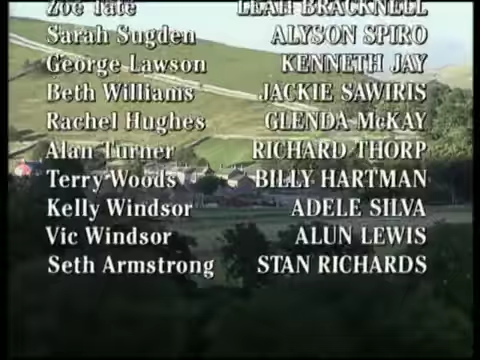 Zoe Tate LEAH BRACKNELL
Sarah Sugden ALYSON SPIRO
George Lawson KENNETH JAY
Beth Williams JACKIE SAWIRIS
Rachel Hughes GLENDA McKAY
Alan Turner RICHARD THORP
Terry Woods BILLY HARTMAN
Kelly Windsor ADELE SILVA
Vic Windsor ALUN LEWIS
Seth Armstrong STAN RICHARDS